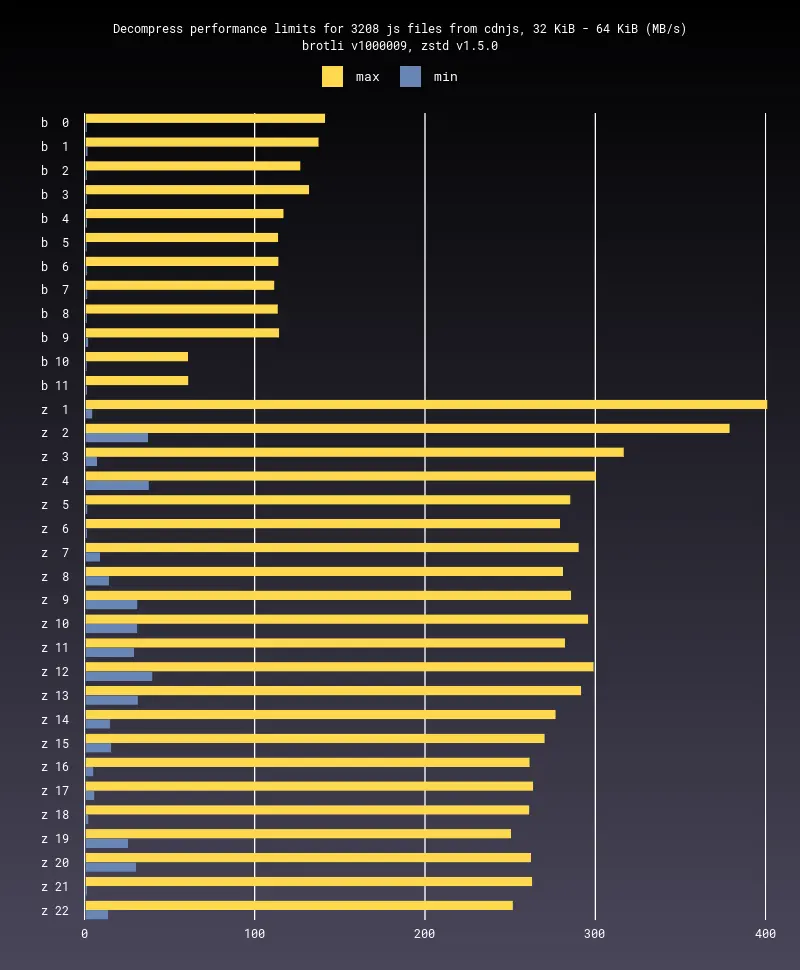 Decompress performance limits for 3208 js files from cdnjs, 32 KiB - 64 KiB (MB/s)
brotli v1000009, zstd v1.5.0
max min
b 0
b 1
b 2
b 3
b 4
b 5
b 6
b 7
b 8
b 9
b 10
b 11
z 1
z 2
z 3
z 4
z 5
z 6
z 7
z 8
z 9
z 10
z 11
z 12
z 13
z 14
z 15
z 16
z 17
z 18
z 19
z 20
z 21
z 22
0 100 200 300 400